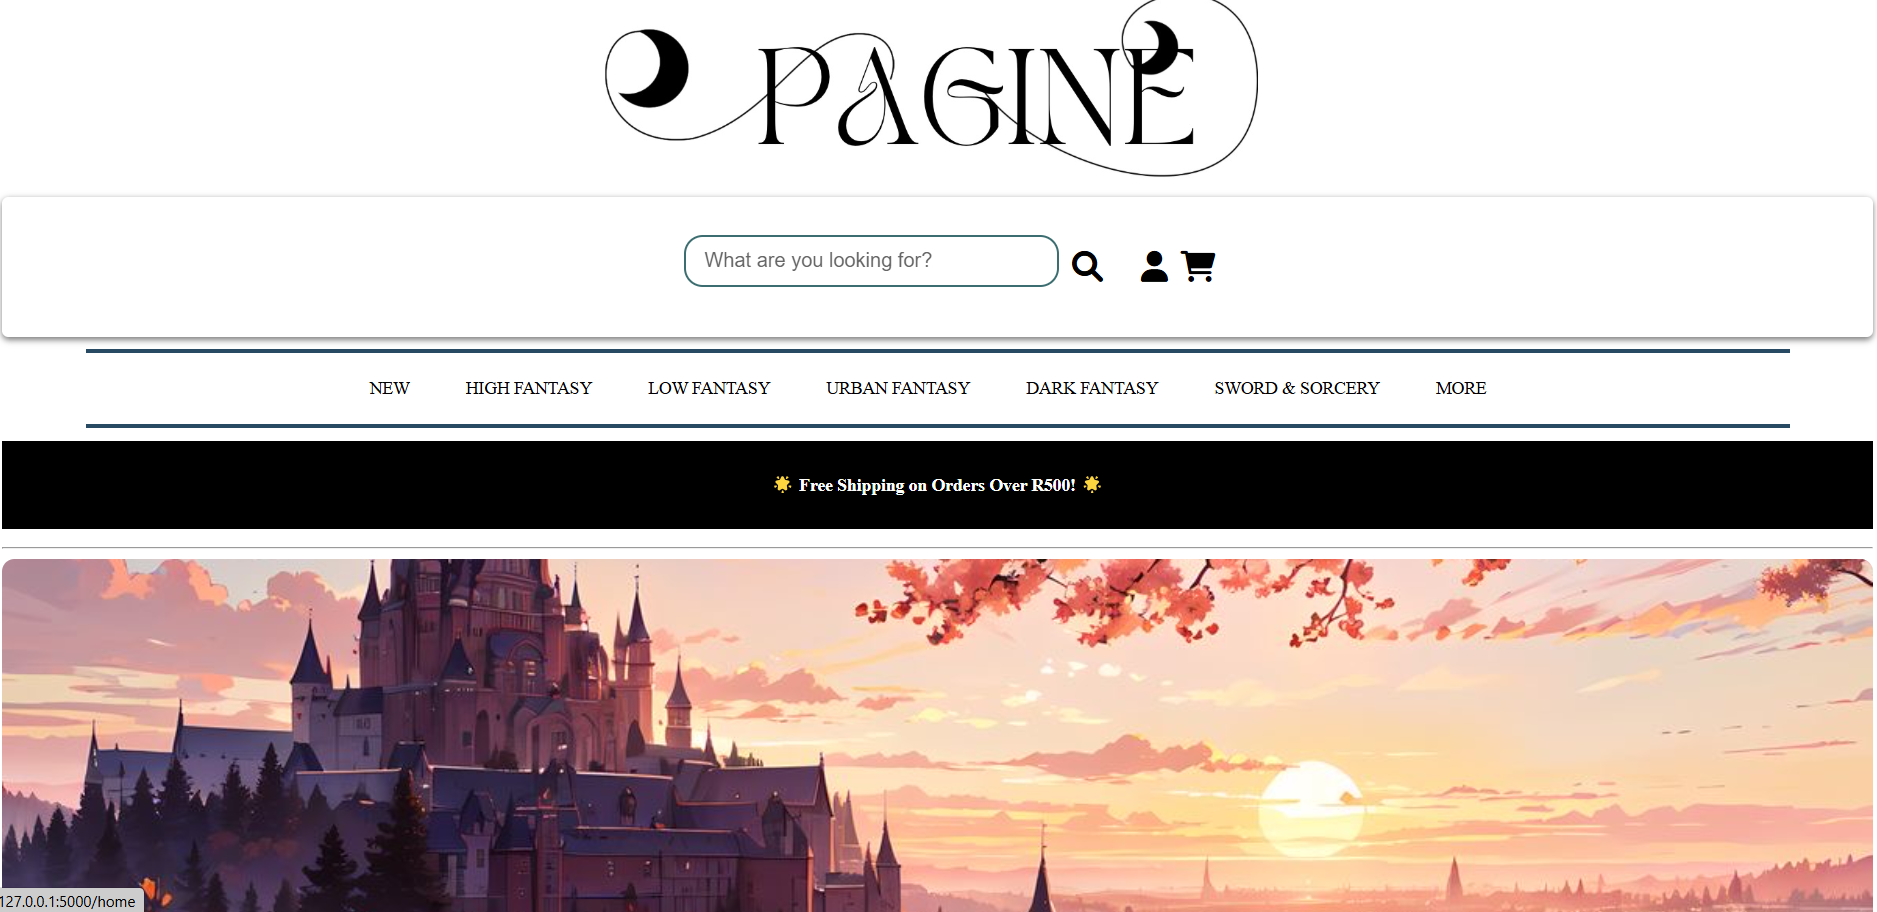 PAGINE
What are you looking for?
NEW HIGH FANTASY LOW FANTASY URBAN FANTASY DARK FANTASY SWORD & SORCERY MORE
🌟 Free Shipping on Orders Over R500! 🌟
127.0.0.1:5000/home